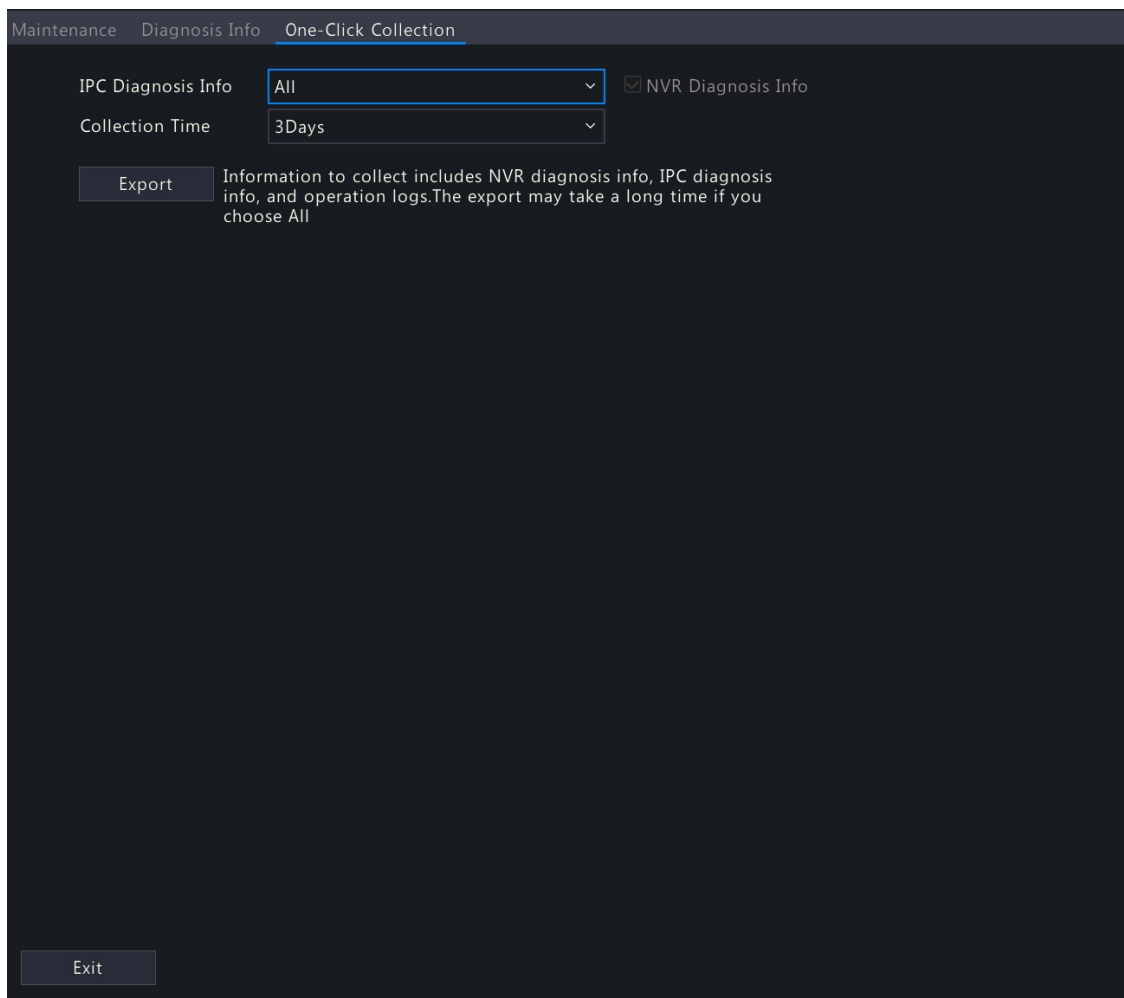 Maintenance Diagnosis Info One-Click Collection
IPC Diagnosis Info All NVR Diagnosis Info
Collection Time 3Days
Export
Information to collect includes NVR diagnosis info, IPC diagnosis
info, and operation logs.The export may take a long time if you
choose All
Exit